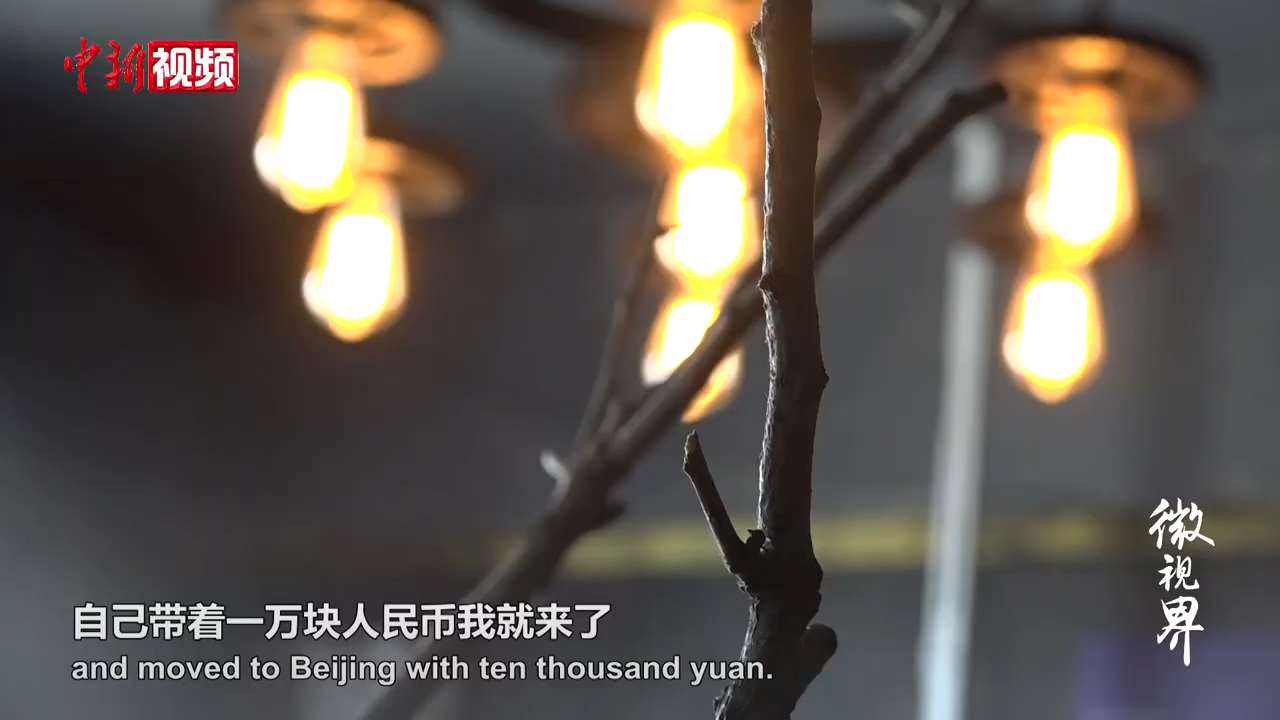 中新视频
微视界
自己带着一万块人民币我就来了
and moved to Beijing with ten thousand yuan.